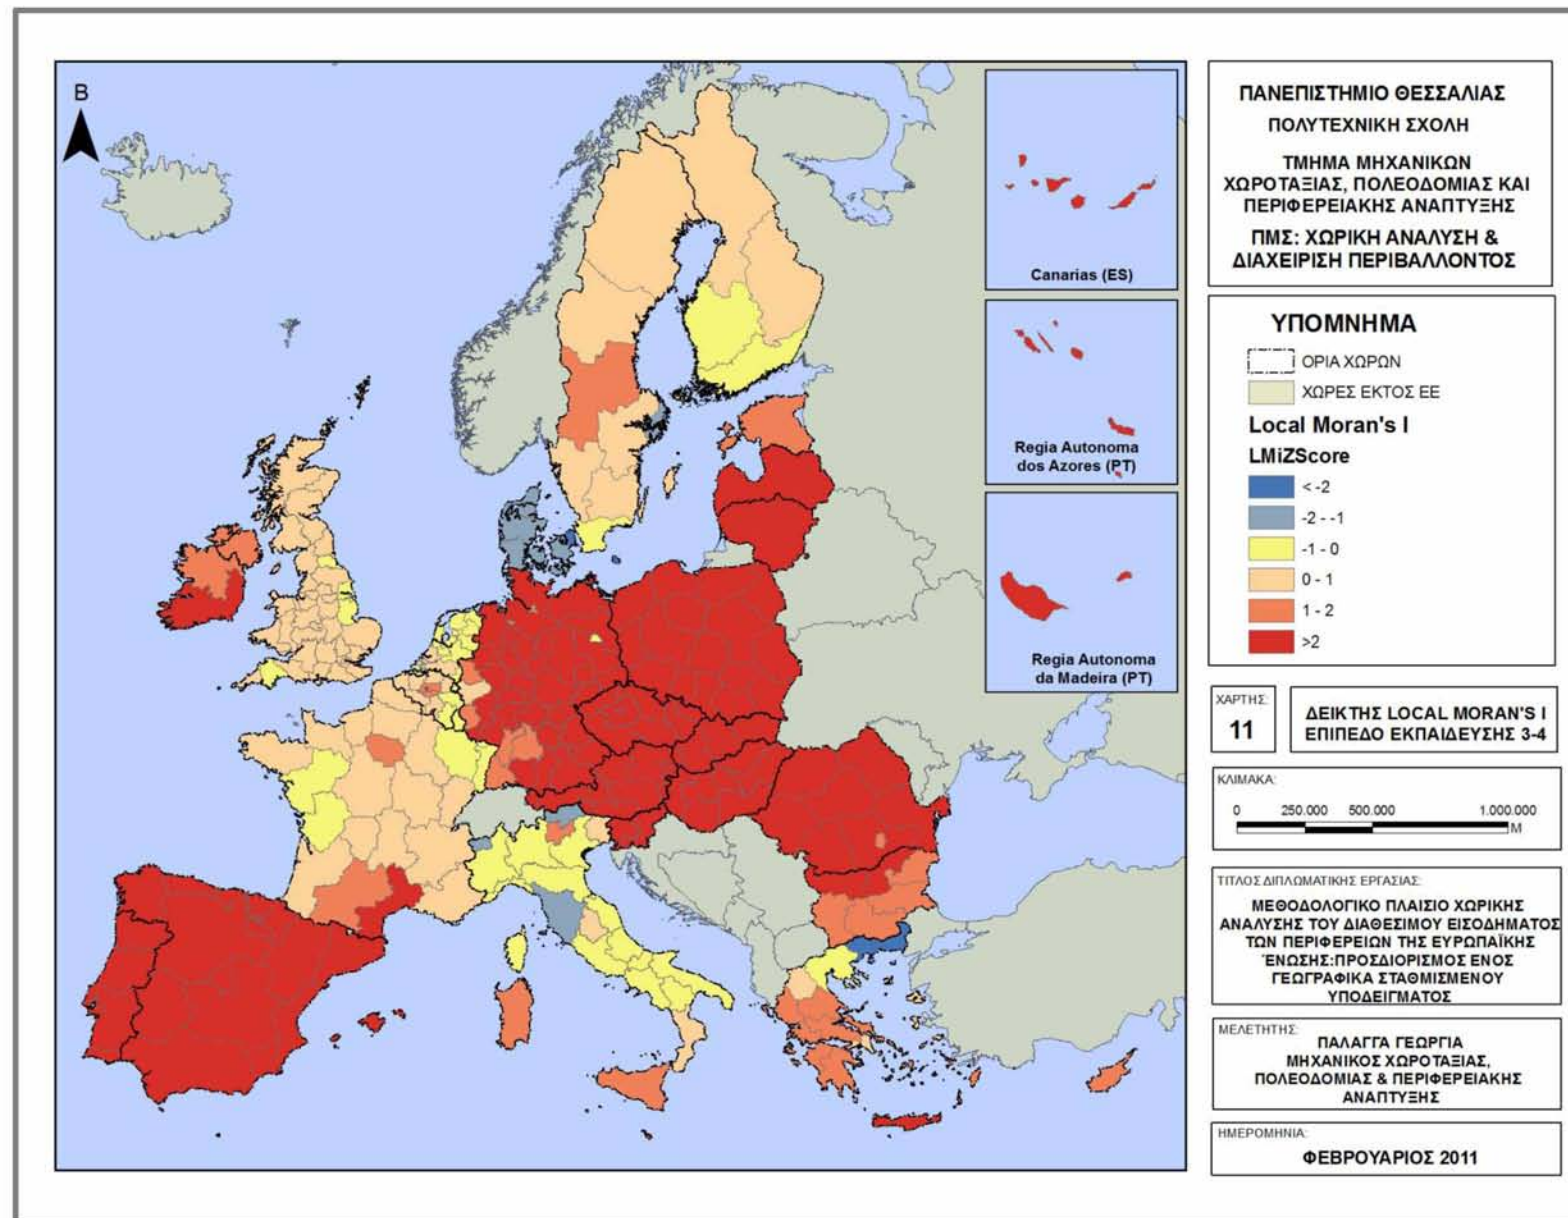 B
Canarias (ES)
Regia Autonoma
dos Azores (PT)
Regia Autonoma
da Madeira (PT)
ΠΑΝΕΠΙΣΤΗΜΙΟ ΘΕΣΣΑΛΙΑΣ
ΠΟΛΥΤΕΧΝΙΚΗ ΣΧΟΛΗ
ΤΜΗΜΑ ΜΗΧΑΝΙΚΩΝ
ΧΩΡΟΤΑΞΙΑΣ, ΠΟΛΕΟΔΟΜΙΑΣ ΚΑΙ
ΠΕΡΙΦΕΡΕΙΑΚΗΣ ΑΝΑΠΤΥΞΗΣ
ΠΜΣ: ΧΩΡΙΚΗ ΑΝΑΛΥΣΗ &
ΔΙΑΧΕΙΡΙΣΗ ΠΕΡΙΒΑΛΛΟΝΤΟΣ
ΥΠΟΜΝΗΜΑ
ΟΡΙΑ ΧΩΡΩΝ
ΧΩΡΕΣ ΕΚΤΟΣ ΕΕ
Local Moran's I
LMiZScore
< -2
-2 - -1
-1 - 0
0 - 1
1 - 2
>2
ΧΑΡΤΗΣ:
11
ΔΕΙΚΤΗΣ LOCAL MORAN'S I
ΕΠΙΠΕΔΟ ΕΚΠΑΙΔΕΥΣΗΣ 3-4
ΚΛΙΜΑΚΑ:
0 250.000 500.000 1.000.000
M
ΤΙΤΛΟΣ ΔΙΠΛΩΜΑΤΙΚΗΣ ΕΡΓΑΣΙΑΣ:
ΜΕΘΟΔΟΛΟΓΙΚΟ ΠΛΑΙΣΙΟ ΧΩΡΙΚΗΣ
ΑΝΑΛΥΣΗΣ ΤΟΥ ΔΙΑΘΕΣΙΜΟΥ ΕΙΣΟΔΗΜΑΤΟΣ
ΤΩΝ ΠΕΡΙΦΕΡΕΙΩΝ ΤΗΣ ΕΥΡΩΠΑΪΚΗΣ
ΈΝΩΣΗΣ:ΠΡΟΣΔΙΟΡΙΣΜΟΣ ΕΝΟΣ
ΓΕΩΓΡΑΦΙΚΑ ΣΤΑΘΜΙΣΜΕΝΟΥ
ΥΠΟΔΕΙΓΜΑΤΟΣ
ΜΕΛΕΤΗΤΗΣ:
ΠΑΛΑΓΓΑ ΓΕΩΡΓΙΑ
ΜΗΧΑΝΙΚΟΣ ΧΩΡΟΤΑΞΙΑΣ,
ΠΟΛΕΟΔΟΜΙΑΣ & ΠΕΡΙΦΕΡΕΙΑΚΗΣ
ΑΝΑΠΤΥΞΗΣ
ΗΜΕΡΟΜΗΝΙΑ:
ΦΕΒΡΟΥΑΡΙΟΣ 2011